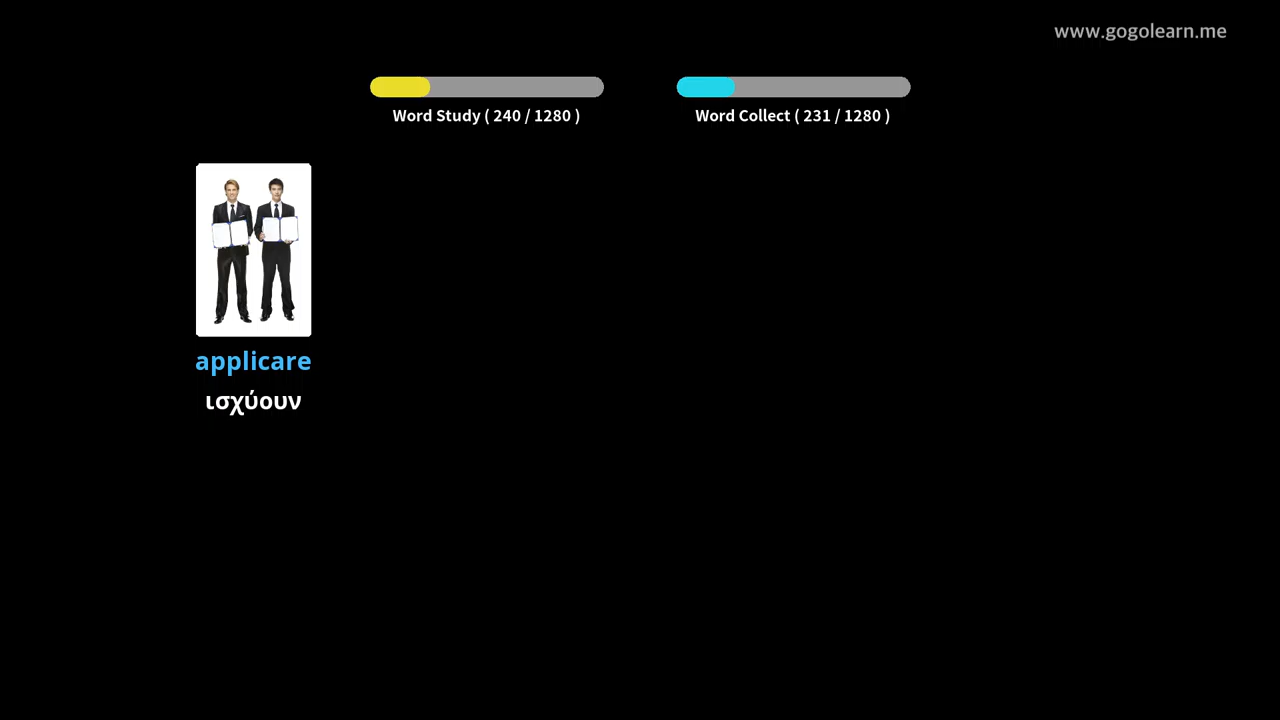 www.gogolearn.me
Word Study ( 240 / 1280 )
Word Collect ( 231 / 1280 )
applicare
ισχύουν